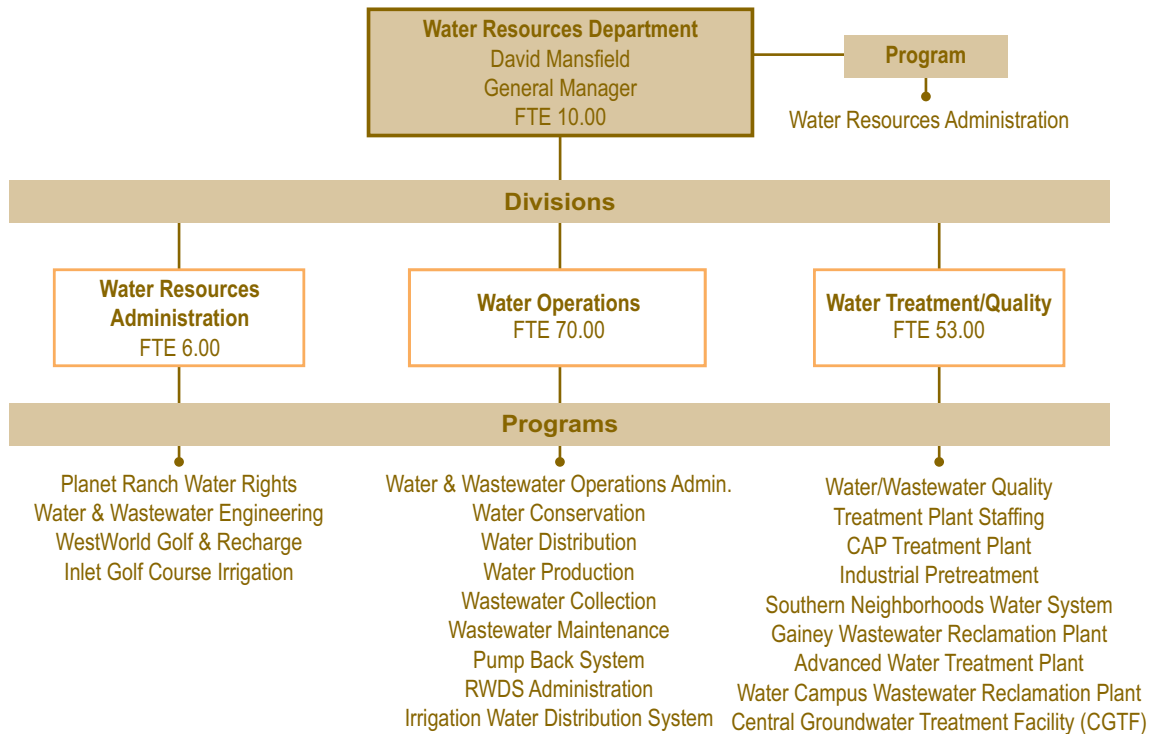 Water Resources Department
David Mansfield
General Manager
FTE 10.00
Program
Water Resources Administration
Divisions
Water Resources
Administration
FTE 6.00
Water Operations
FTE 70.00
Water Treatment/Quality
FTE 53.00
Programs
Planet Ranch Water Rights
Water & Wastewater Engineering
WestWorld Golf & Recharge
Inlet Golf Course Irrigation
Water & Wastewater Operations Admin.
Water Conservation
Water Distribution
Water Production
Wastewater Collection
Wastewater Maintenance
Pump Back System
RWDS Administration
Irrigation Water Distribution System
Water/Wastewater Quality
Treatment Plant Staffing
CAP Treatment Plant
Industrial Pretreatment
Southern Neighborhoods Water System
Gainey Wastewater Reclamation Plant
Advanced Water Treatment Plant
Water Campus Wastewater Reclamation Plant
Central Groundwater Treatment Facility (CGTF)